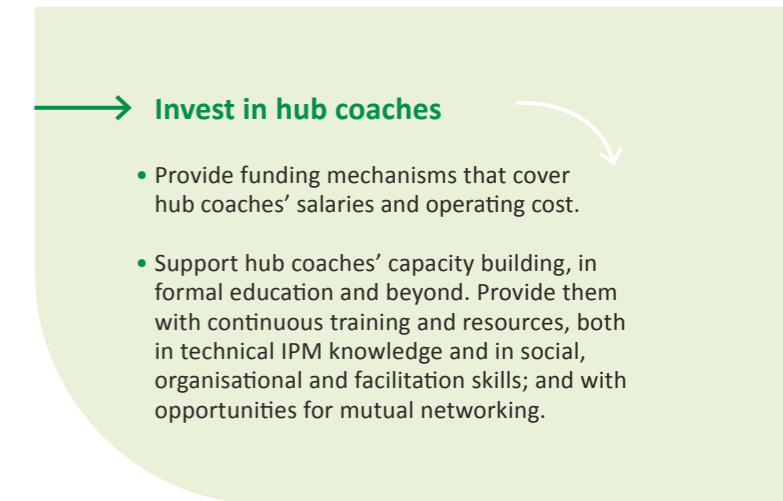 Invest in hub coaches
• Provide funding mechanisms that cover
hub coaches’ salaries and operating cost.
• Support hub coaches’ capacity building, in
formal education and beyond. Provide them
with continuous training and resources, both
in technical IPM knowledge and in social,
organisational and facilitation skills; and with
opportunities for mutual networking.